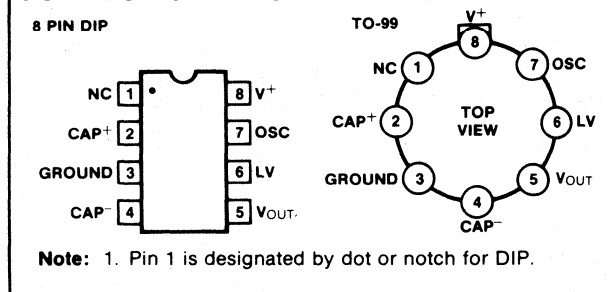 8 PIN DIP
NC 1
8 V+
CAP+ 2
7 OSC
GROUND 3
6 LV
CAP− 4
5 VOUT
TO-99
V+
8
NC 1
7 OSC
CAP+ 2
TOP
VIEW
6 LV
GROUND 3
5 VOUT
4
CAP−
Note: 1. Pin 1 is designated by dot or notch for DIP.